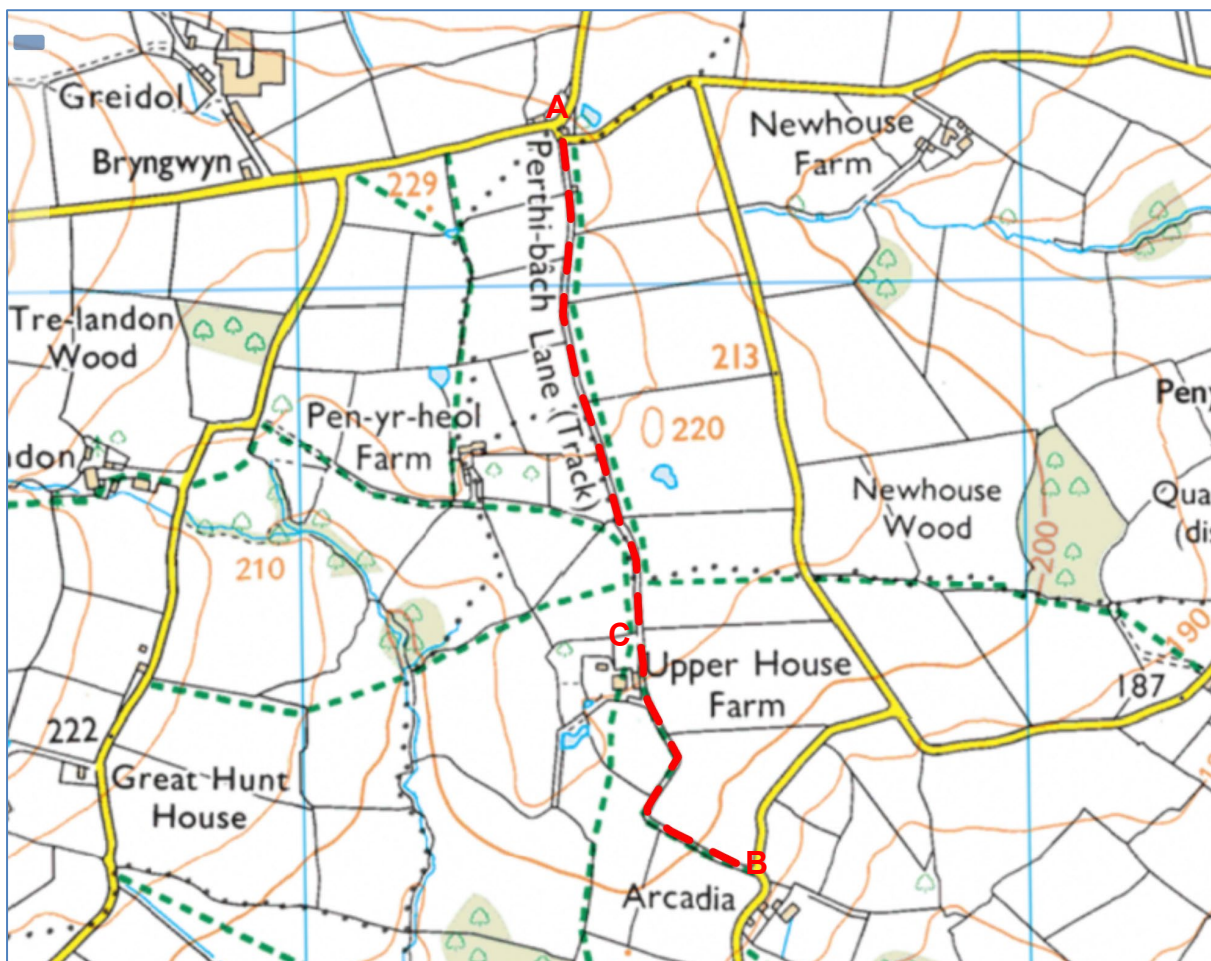 A
Greidol
Newhouse
Farm
Bryngwyn
229
Perthi-bâch Lane (Track)
Tre-landon
Wood
213
Pen-yr-heol
Farm
220
Peny
ndon
Newhouse
Wood
200
Qua
(dis
210
190
C
Upper House
Farm
187
222
Great Hunt
House
B
Arcadia